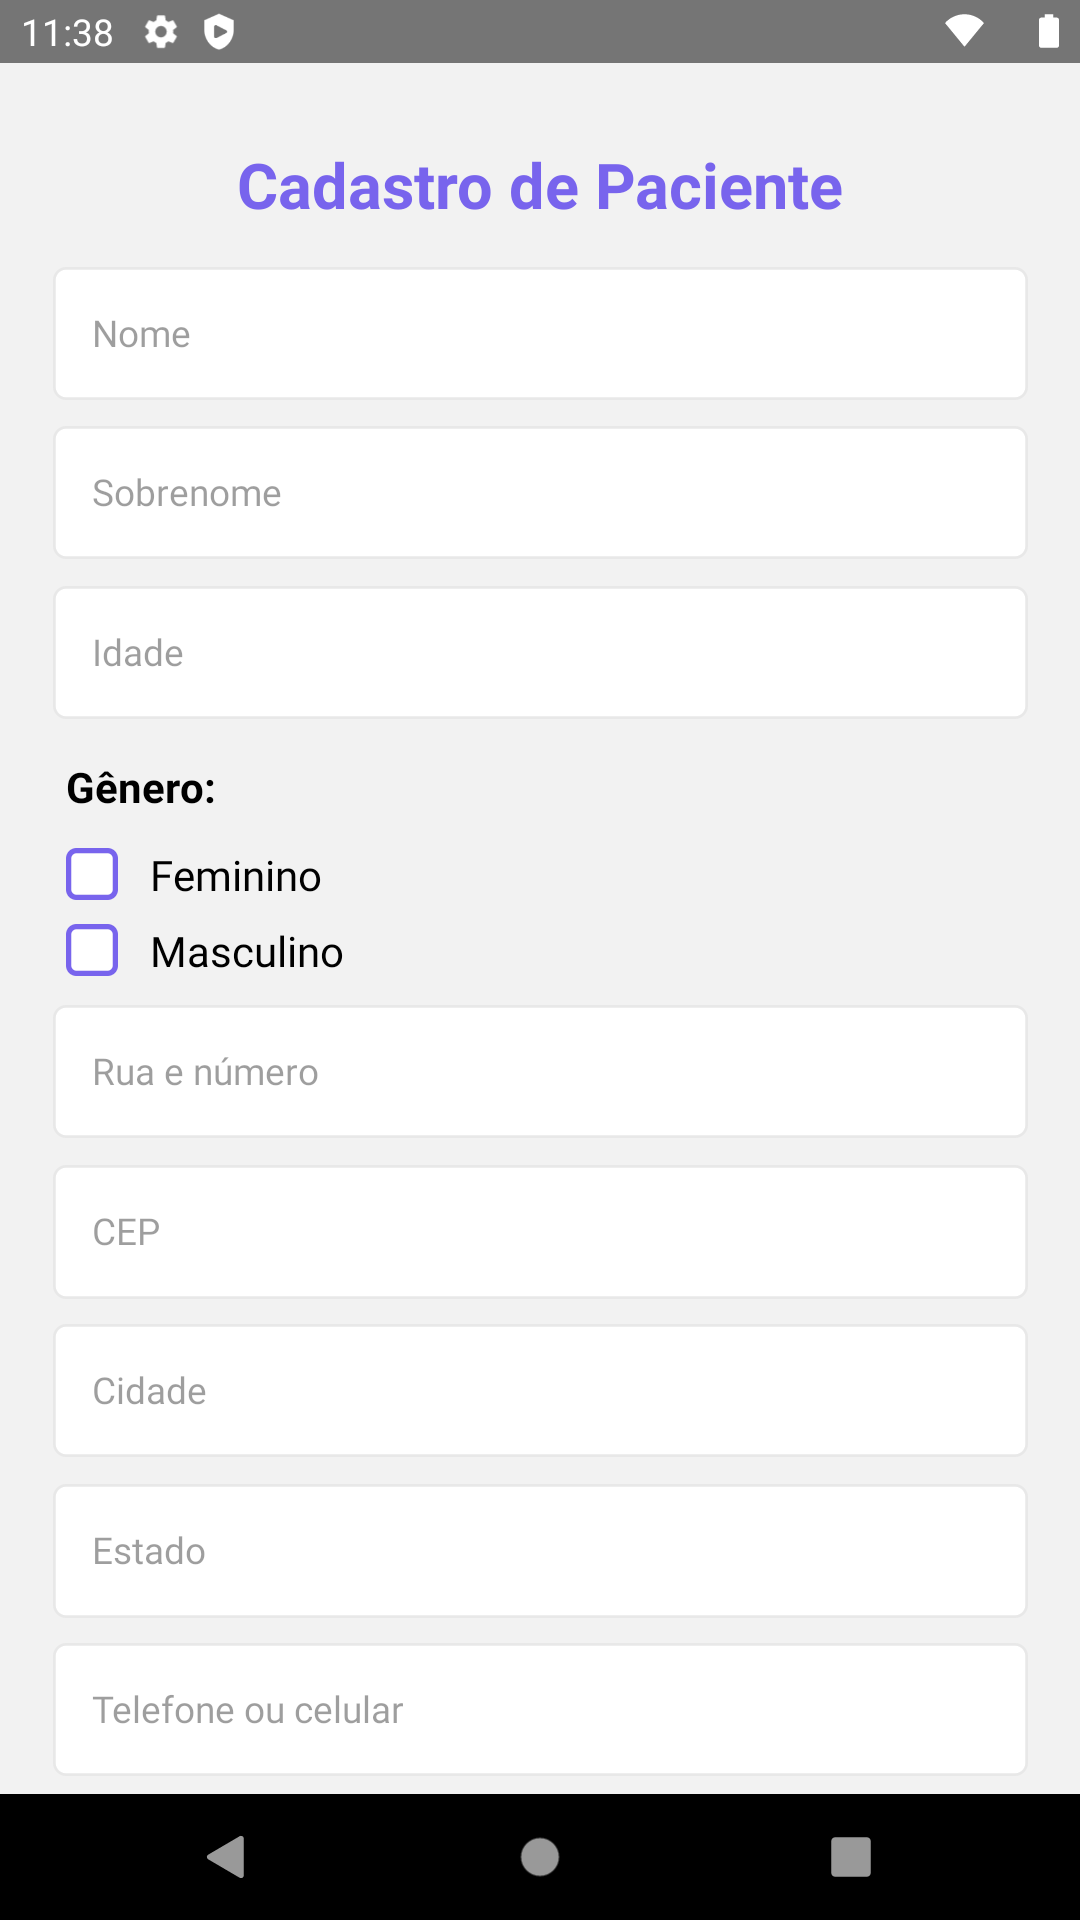 11:38
Cadastro de Paciente
Nome
Sobrenome
Idade
Gênero:
Feminino
Masculino
Rua e número
CEP
Cidade
Estado
Telefone ou celular